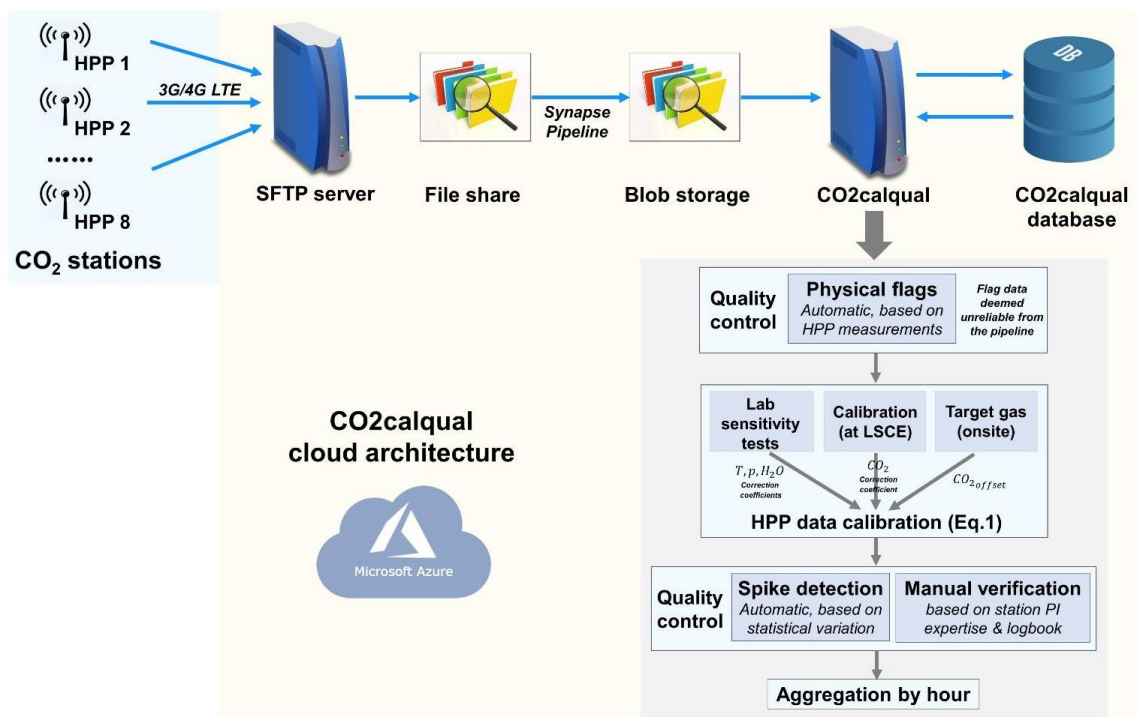 HPP 1
3G/4G LTE
HPP 2
......
HPP 8
CO2 stations
SFTP server
File share
Synapse
Pipeline
Blob storage
CO2calqual
DB
CO2calqual
database
Quality
control
Physical flags
Automatic, based on
HPP measurements
Flag data
deemed
unreliable from
the pipeline
Lab
sensitivity
tests
Calibration
(at LSCE)
Target gas
(onsite)
T, p, H2O
Correction
coefficients
CO2
Correction
coefficient
CO2offset
HPP data calibration (Eq.1)
Quality
control
Spike detection
Automatic, based on
statistical variation
Manual verification
based on station PI
expertise & logbook
Aggregation by hour
CO2calqual
cloud architecture
Microsoft Azure